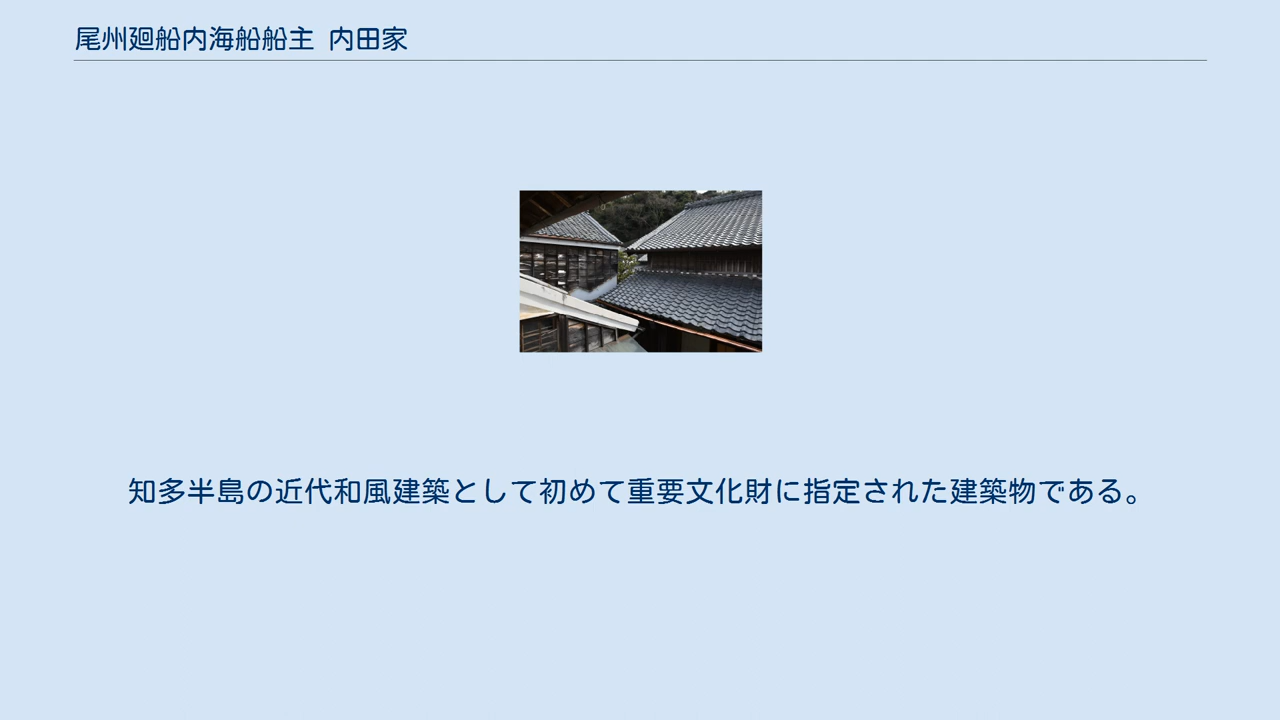 尾州廻船内海船船主 内田家
知多半島の近代和風建築として初めて重要文化財に指定された建築物である。